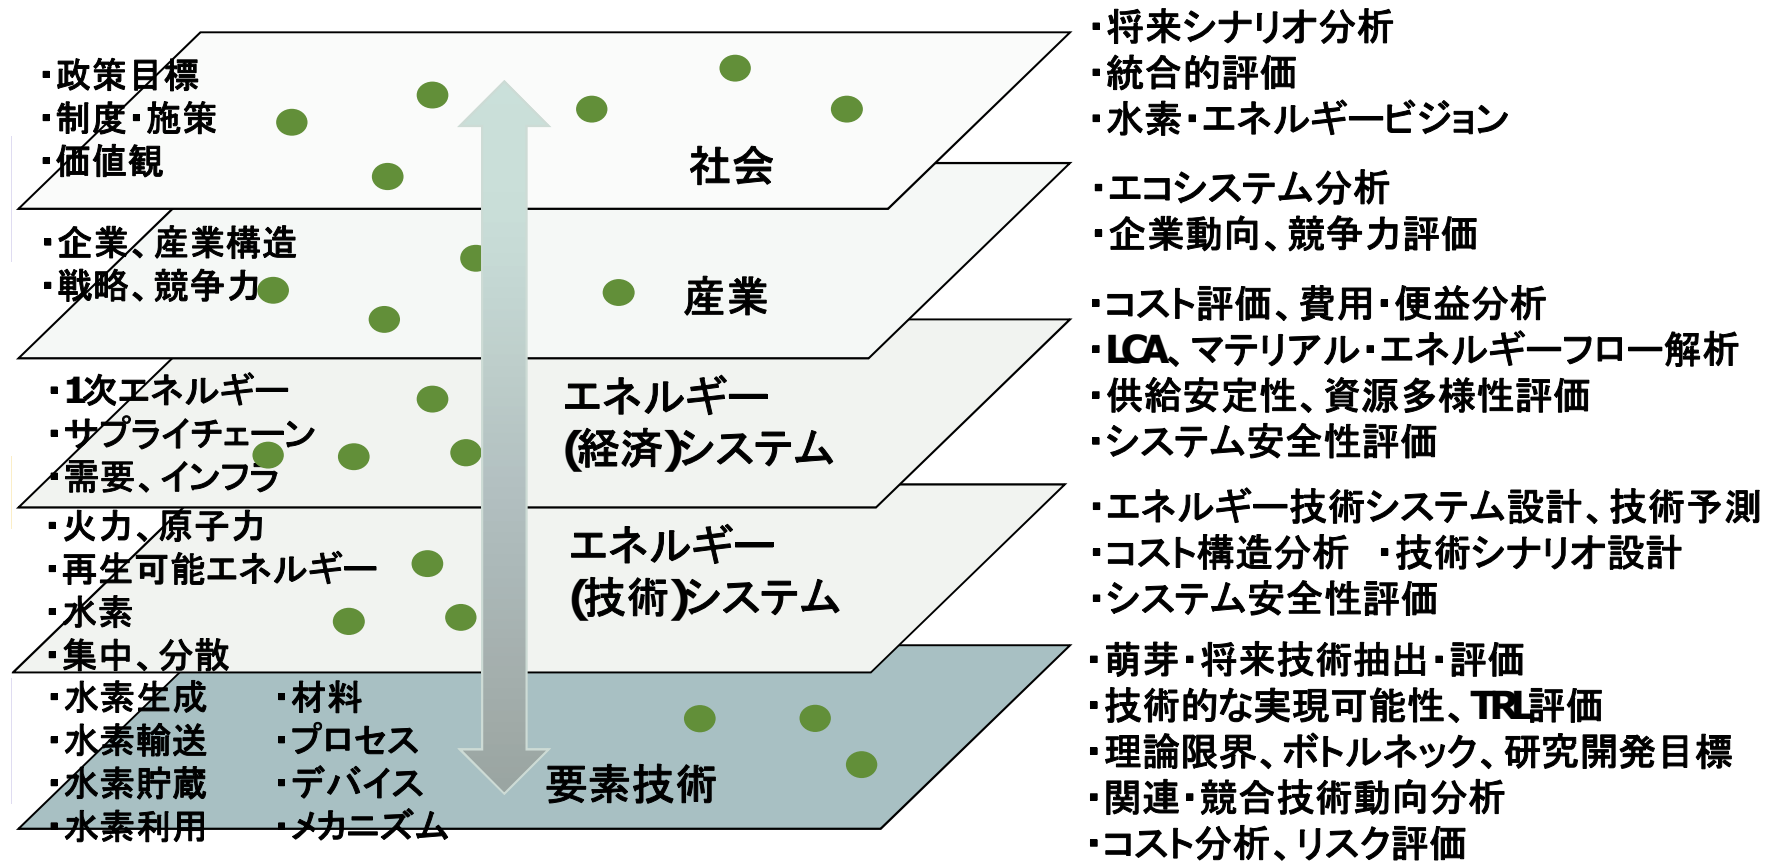 ・政策目標
・制度・施策
・価値観
社会
・将来シナリオ分析
・統合的評価
・水素・エネルギービジョン
・企業、産業構造
・戦略、競争力
産業
・エコシステム分析
・企業動向、競争力評価
・1次エネルギー
・サプライチェーン
・需要、インフラ
エネルギー
(経済)システム
・コスト評価、費用・便益分析
・LCA、マテリアル・エネルギーフロー解析
・供給安定性、資源多様性評価
・システム安全性評価
・火力、原子力
・再生可能エネルギー
・水素
・集中、分散
エネルギー
(技術)システム
・エネルギー技術システム設計、技術予測
・コスト構造分析　・技術シナリオ設計
・システム安全性評価
・水素生成
・水素輸送
・水素貯蔵
・水素利用
・材料
・プロセス
・デバイス
・メカニズム
要素技術
・萌芽・将来技術抽出・評価
・技術的な実現可能性、TRL評価
・理論限界、ボトルネック、研究開発目標
・関連・競合技術動向分析
・コスト分析、リスク評価